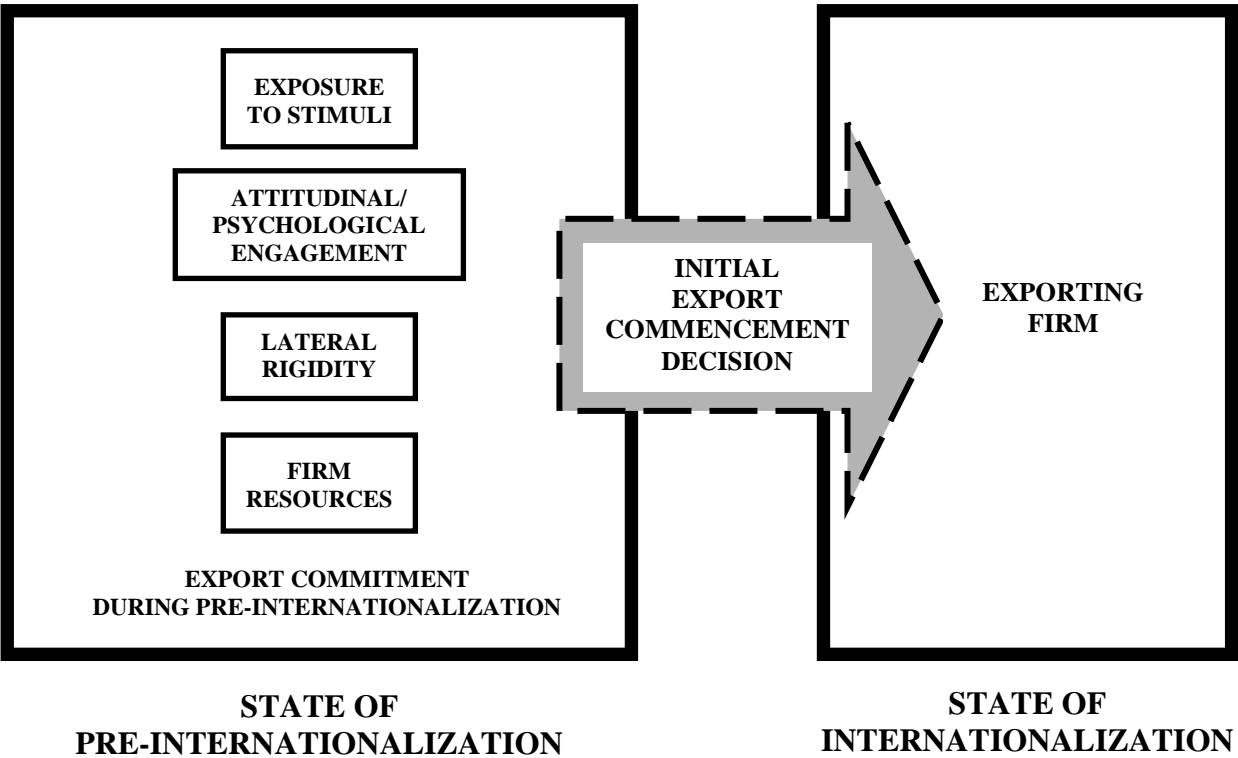 EXPOSURE
TO STIMULI
ATTITUDINAL/
PSYCHOLOGICAL
ENGAGEMENT
LATERAL
RIGIDITY
FIRM
RESOURCES
EXPORT COMMITMENT
DURING PRE-INTERNATIONALIZATION
INITIAL
EXPORT
COMMENCEMENT
DECISION
EXPORTING
FIRM
STATE OF
PRE-INTERNATIONALIZATION
STATE OF
INTERNATIONALIZATION